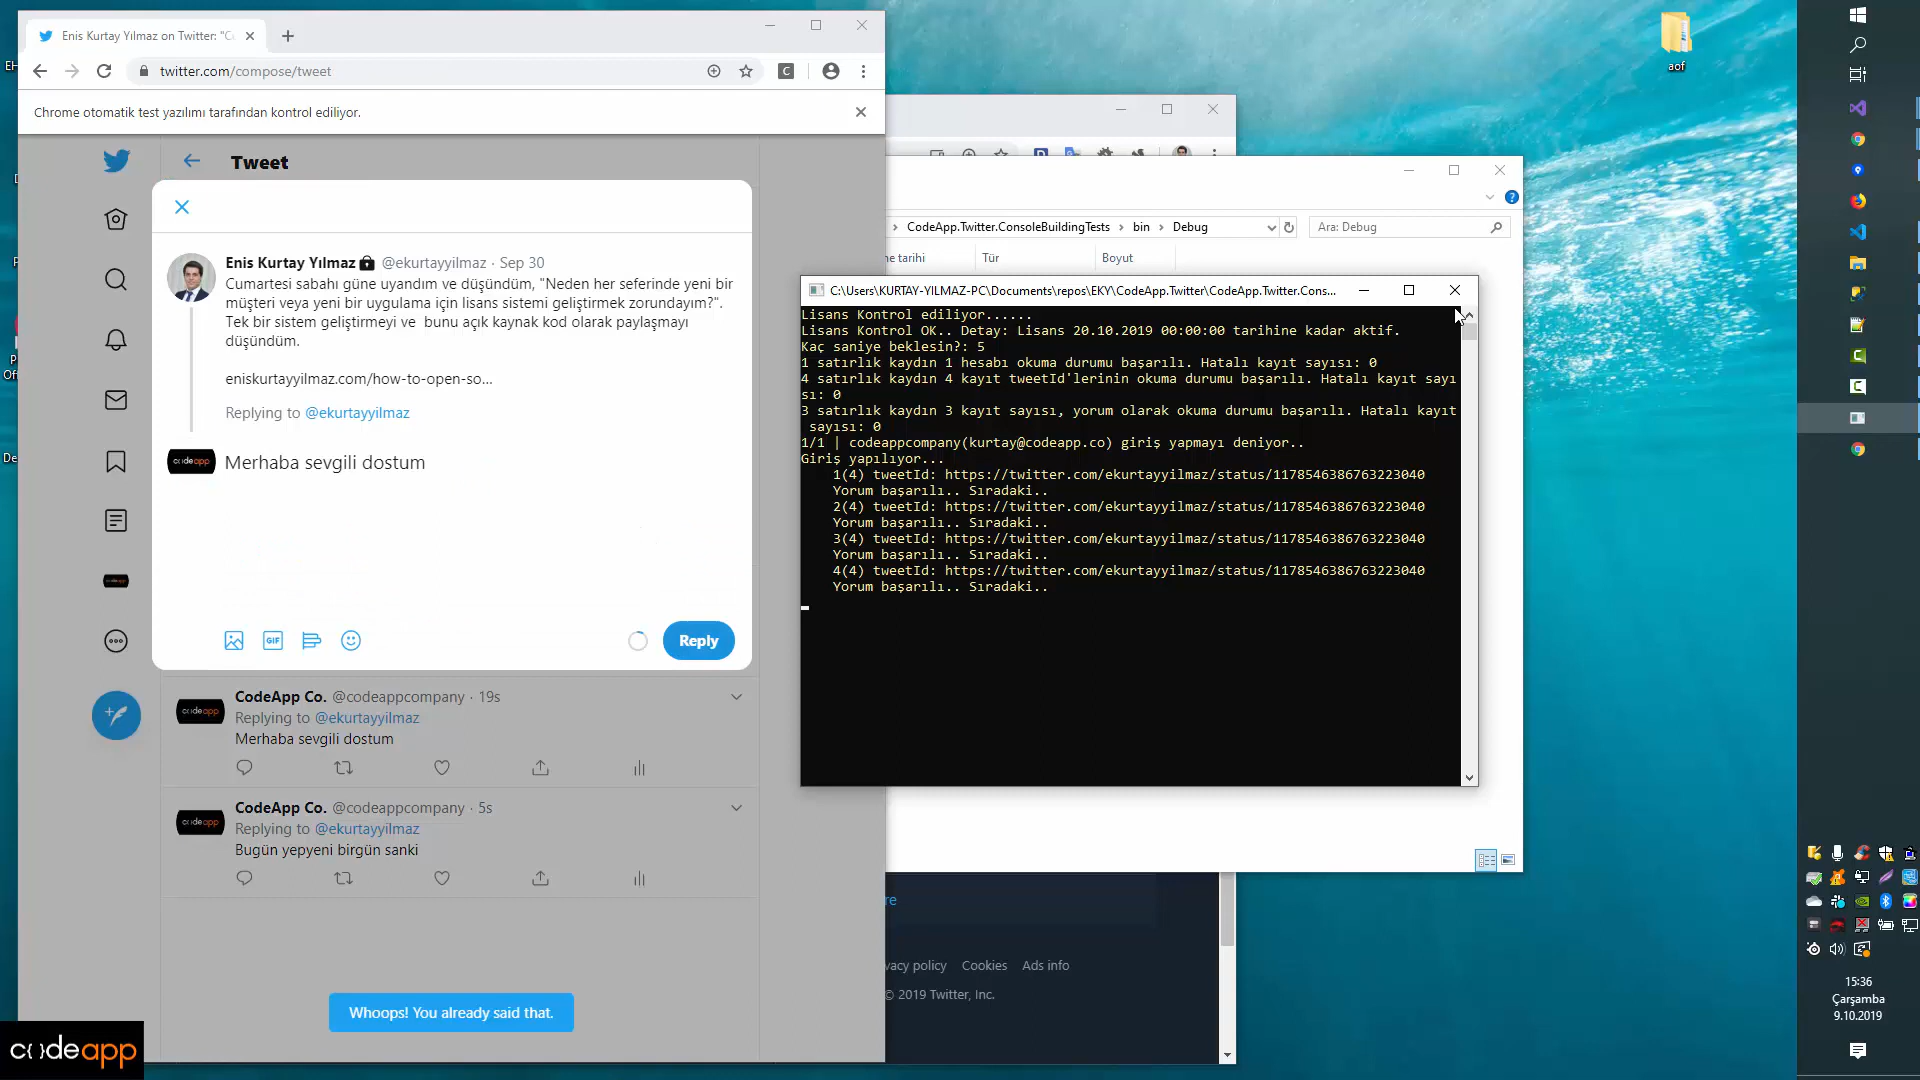 Enis Kurtay Yılmaz on Twitter: "C
twitter.com/compose/tweet
Chrome otomatik test yazılımı tarafından kontrol ediliyor.
Tweet
Enis Kurtay Yılmaz @ekurtayyilmaz · Sep 30
Cumartesi sabahı güne uyandım ve düşündüm, "Neden her seferinde yeni bir
müşteri veya yeni bir uygulama için lisans sistemi geliştirmek zorundayım?".
Tek bir sistem geliştirmeyi ve bunu açık kaynak kod olarak paylaşmayı
düşündüm.
eniskurtayyilmaz.com/how-to-open-so...
Replying to @ekurtayyilmaz
codeapp
Merhaba sevgili dostum
GIF
Reply
codeapp
CodeApp Co. @codeappcompany · 19s
Replying to @ekurtayyilmaz
Merhaba sevgili dostum
codeapp
CodeApp Co. @codeappcompany · 5s
Replying to @ekurtayyilmaz
Bugün yepyeni birgün sanki
Whoops! You already said that.
codeapp
CodeApp.Twitter.ConsoleBuildingTests > bin > Debug
Ara: Debug
ne tarihi
Tür
Boyut
C:\Users\KURTAY-YILMAZ-PC\Documents\repos\EKY\CodeApp.Twitter\CodeApp.Twitter.Cons...
Lisans Kontrol ediliyor......
Lisans Kontrol OK.. Detay: Lisans 20.10.2019 00:00:00 tarihine kadar aktif.
Kaç saniye beklesin?: 5
1 satırlık kaydın 1 hesabı okuma durumu başarılı. Hatalı kayıt sayısı: 0
4 satırlık kaydın 4 kayıt tweetId'lerinin okuma durumu başarılı. Hatalı kayıt sayı
sı: 0
3 satırlık kaydın 3 kayıt sayısı, yorum olarak okuma durumu başarılı. Hatalı kayıt
sayısı: 0
1/1 | codeappcompany(kurtay@codeapp.co) giriş yapmayı deniyor..
Giriş yapılıyor...
1(4) tweetId: https://twitter.com/ekurtayyilmaz/status/1178546386763223040
Yorum başarılı.. Sıradaki..
2(4) tweetId: https://twitter.com/ekurtayyilmaz/status/1178546386763223040
Yorum başarılı.. Sıradaki..
3(4) tweetId: https://twitter.com/ekurtayyilmaz/status/1178546386763223040
Yorum başarılı.. Sıradaki..
4(4) tweetId: https://twitter.com/ekurtayyilmaz/status/1178546386763223040
Yorum başarılı.. Sıradaki..
re
vacy policy Cookies Ads info
© 2019 Twitter, Inc.
aof
15:36
Çarşamba
9.10.2019